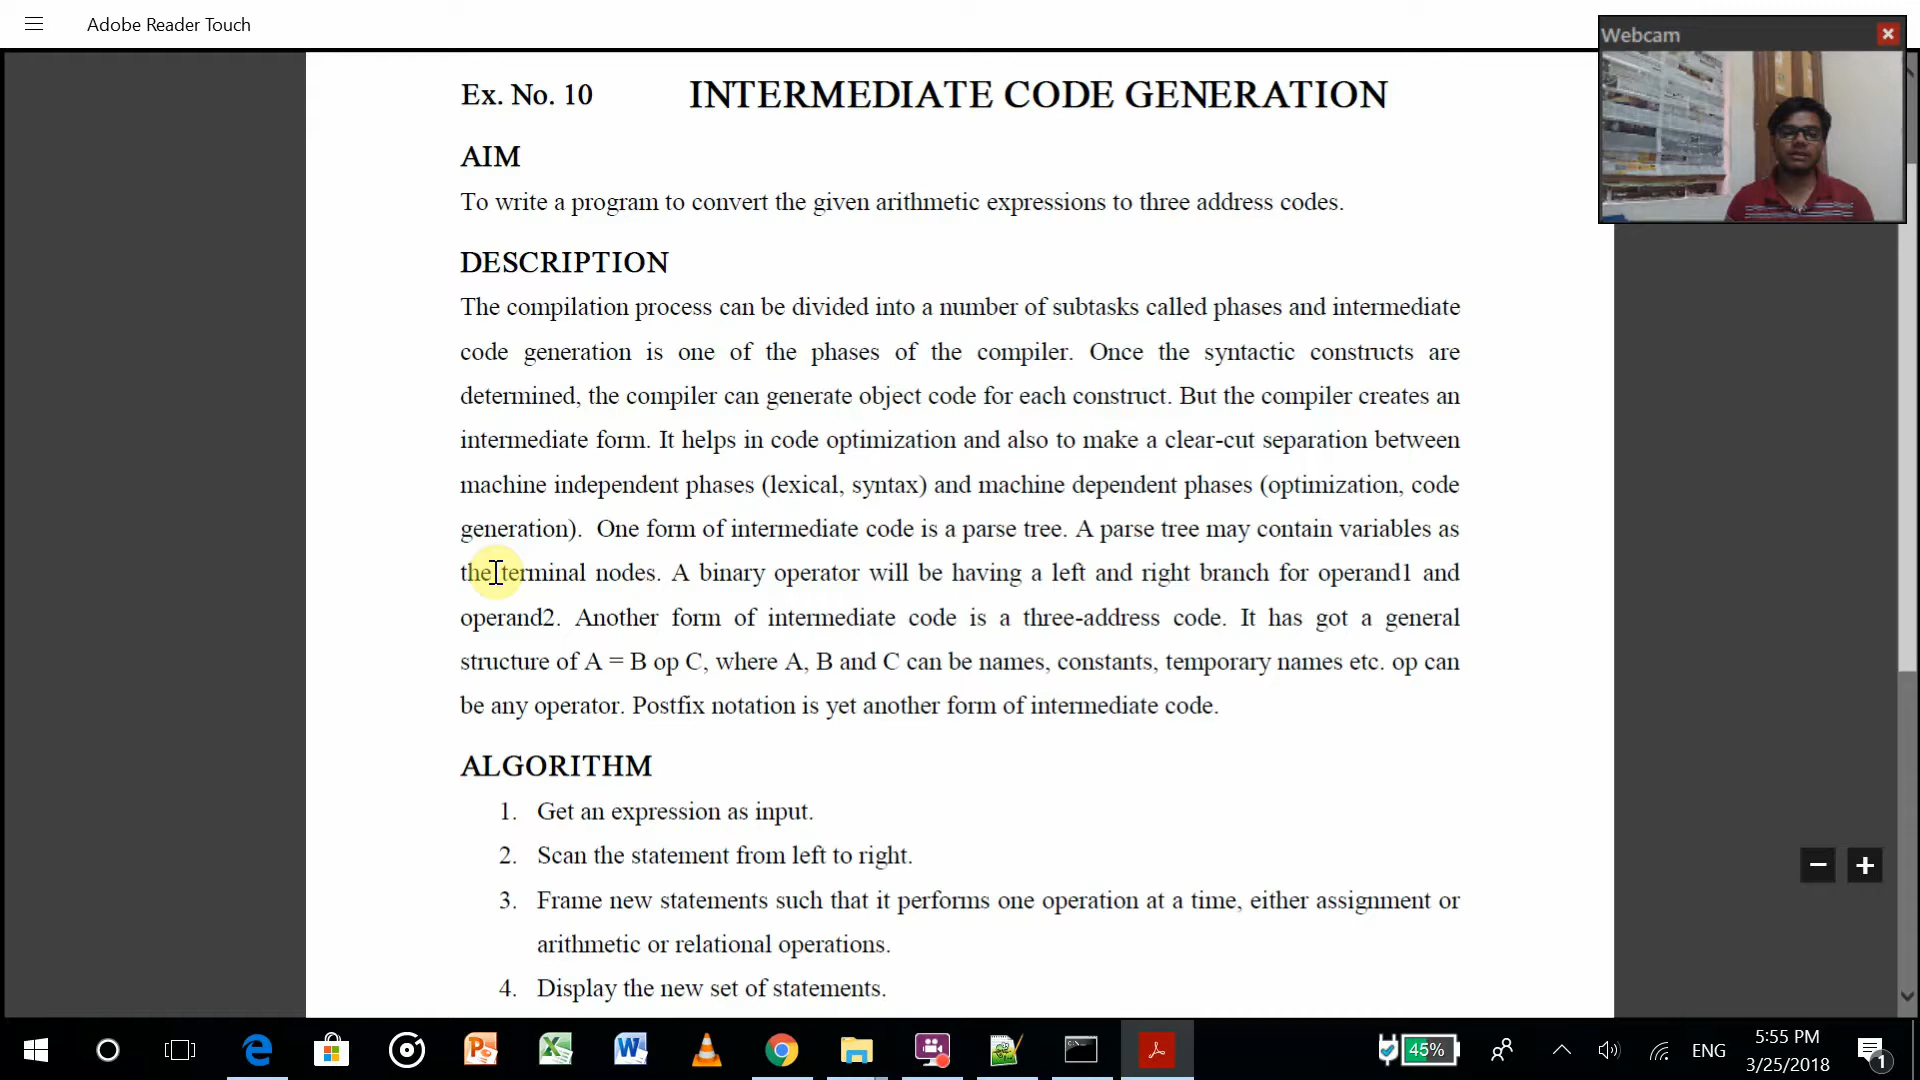 Adobe Reader Touch
Webcam
Ex. No. 10 INTERMEDIATE CODE GENERATION
AIM
To write a program to convert the given arithmetic expressions to three address codes.
DESCRIPTION
The compilation process can be divided into a number of subtasks called phases and intermediate
code generation is one of the phases of the compiler. Once the syntactic constructs are
determined, the compiler can generate object code for each construct. But the compiler creates an
intermediate form. It helps in code optimization and also to make a clear-cut separation between
machine independent phases (lexical, syntax) and machine dependent phases (optimization, code
generation). One form of intermediate code is a parse tree. A parse tree may contain variables as
the terminal nodes. A binary operator will be having a left and right branch for operand1 and
operand2. Another form of intermediate code is a three-address code. It has got a general
structure of A = B op C, where A, B and C can be names, constants, temporary names etc. op can
be any operator. Postfix notation is yet another form of intermediate code.
ALGORITHM
1. Get an expression as input.
2. Scan the statement from left to right.
3. Frame new statements such that it performs one operation at a time, either assignment or
arithmetic or relational operations.
4. Display the new set of statements.
45% ENG 5:55 PM
3/25/2018 1